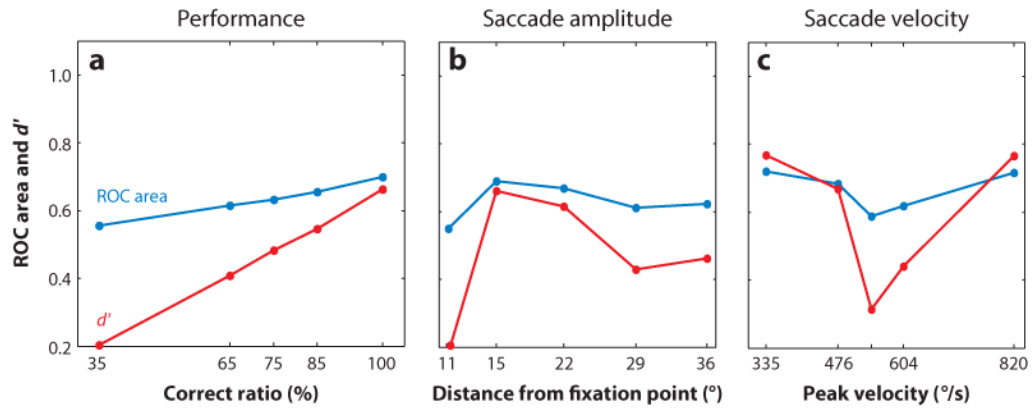 Performance
Saccade amplitude
Saccade velocity
a
b
c
ROC area and d'
1.0
0.8
0.6
0.4
0.2
ROC area
d'
35 65 75 85 100
11 15 22 29 36
335 476 604 820
Correct ratio (%)
Distance from fixation point (°)
Peak velocity (°/s)